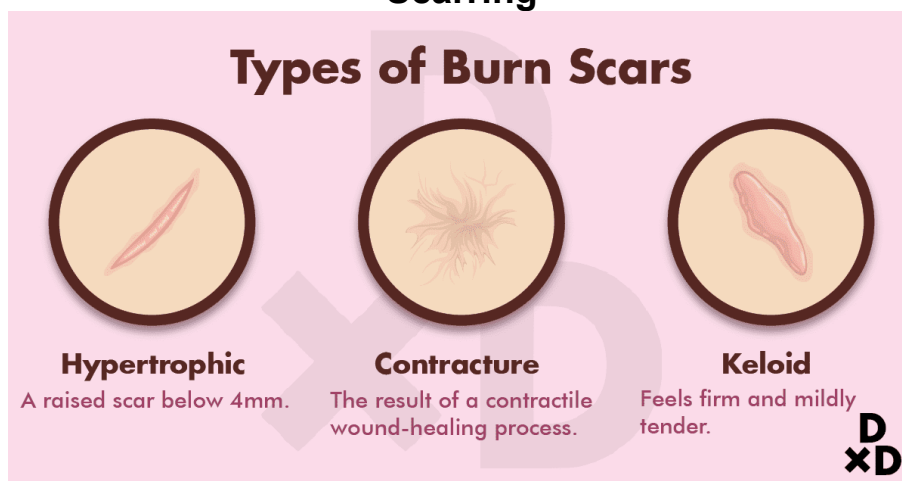 Scarring
Types of Burn Scars
Hypertrophic
A raised scar below 4mm.
Contracture
The result of a contractile
wound-healing process.
Keloid
Feels firm and mildly
tender.
D
×D